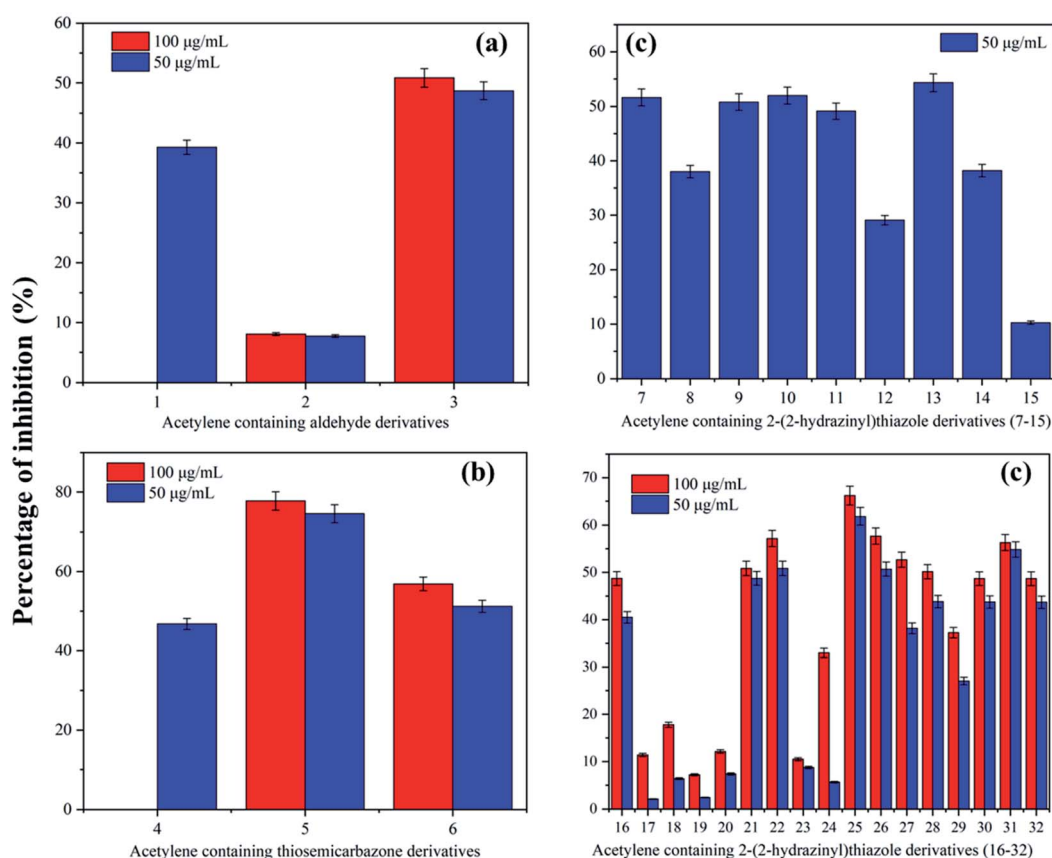 Percentage of inhibition (%)
60
50
40
30
20
10
0
100 μg/mL
50 μg/mL
(a)
1 2 3
Acetylene containing aldehyde derivatives
60
50
40
30
20
10
0
(c)
50 μg/mL
7 8 9 10 11 12 13 14 15
Acetylene containing 2-(2-hydrazinyl)thiazole derivatives (7-15)
80
60
40
20
0
100 μg/mL
50 μg/mL
(b)
4 5 6
Acetylene containing thiosemicarbazone derivatives
70
60
50
40
30
20
10
0
100 μg/mL
50 μg/mL
(c)
16 17 18 19 20 21 22 23 24 25 26 27 28 29 30 31 32
Acetylene containing 2-(2-hydrazinyl)thiazole derivatives (16-32)